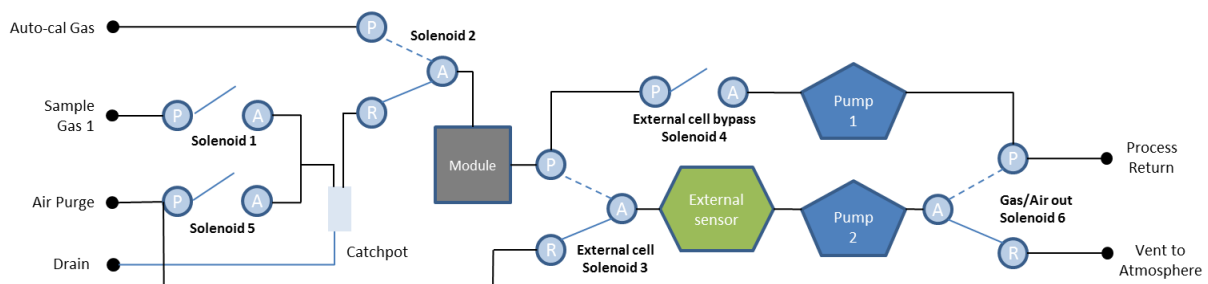 Auto-cal Gas
P
Solenoid 2
A
Sample
Gas 1
P
A
R
Solenoid 1
P
A
External cell bypass
Solenoid 4
Pump
1
Module
P
P
Process
Return
Air Purge
P
A
Solenoid 5
A
External
sensor
Pump
2
A
Gas/Air out
Solenoid 6
R
External cell
Solenoid 3
R
Catchpot
Drain
Vent to
Atmosphere